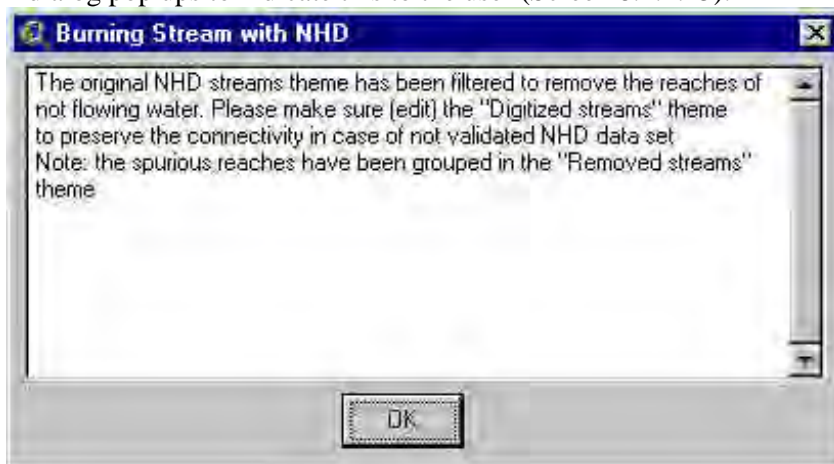 Burning Stream with NHD
The original NHD streams theme has been filtered to remove the reaches of
not flowing water. Please make sure (edit) the "Digitized streams" theme
to preserve the connectivity in case of not validated NHD data set
Note: the spurious reaches have been grouped in the "Removed streams"
theme
OK